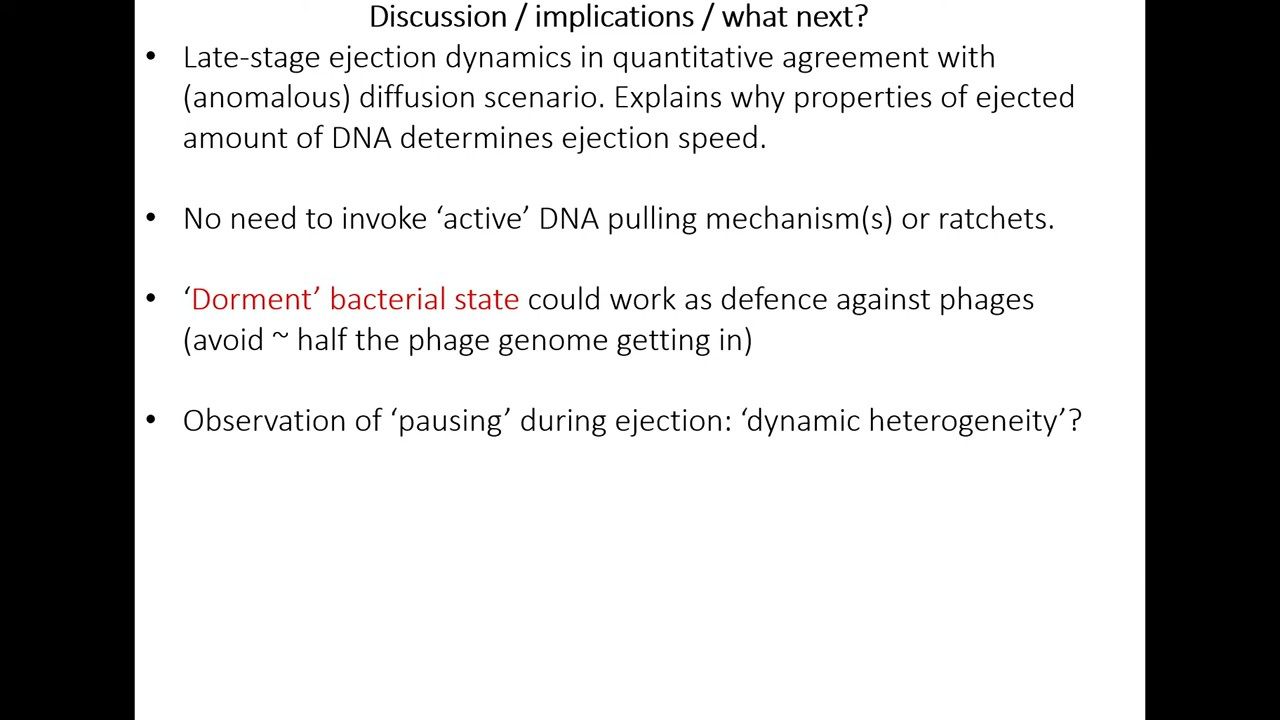 Discussion / implications / what next?
• Late-stage ejection dynamics in quantitative agreement with
(anomalous) diffusion scenario. Explains why properties of ejected
amount of DNA determines ejection speed.
• No need to invoke ‘active’ DNA pulling mechanism(s) or ratchets.
• ‘Dorment’ bacterial state could work as defence against phages
(avoid ~ half the phage genome getting in)
• Observation of ‘pausing’ during ejection: ‘dynamic heterogeneity’?